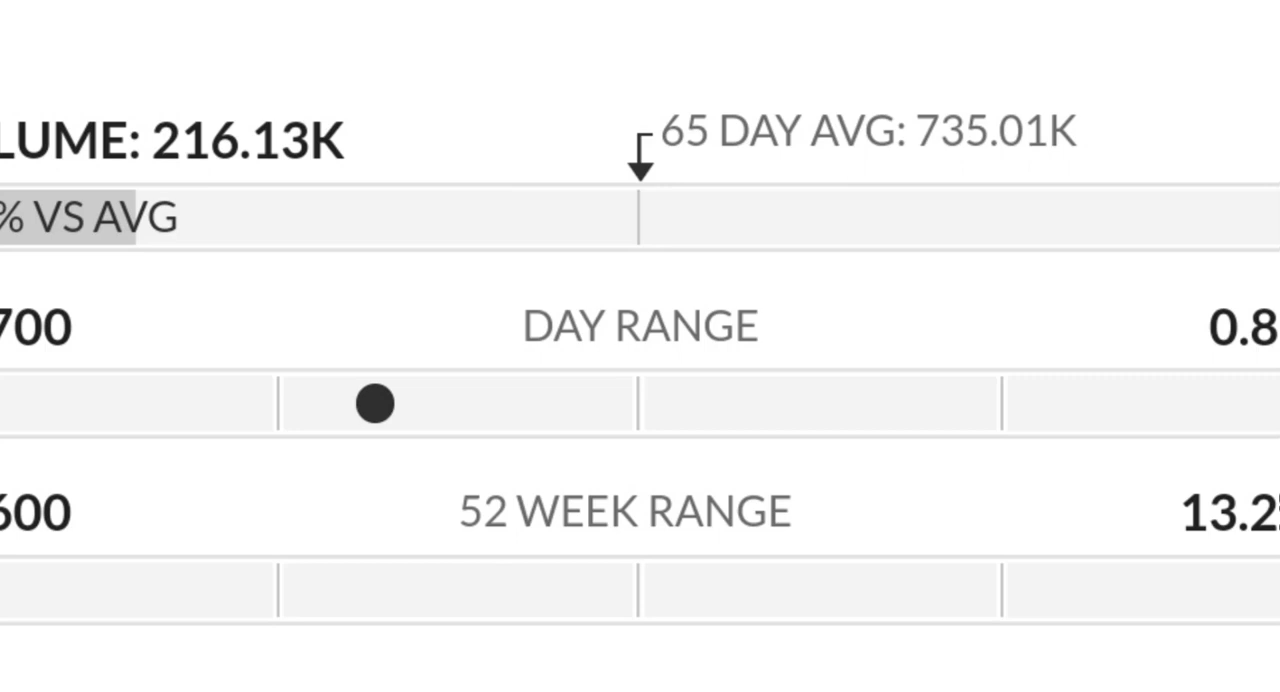 LUME: 216.13K
65 DAY AVG: 735.01K
% VS AVG
700 DAY RANGE 0.8
600 52 WEEK RANGE 13.2